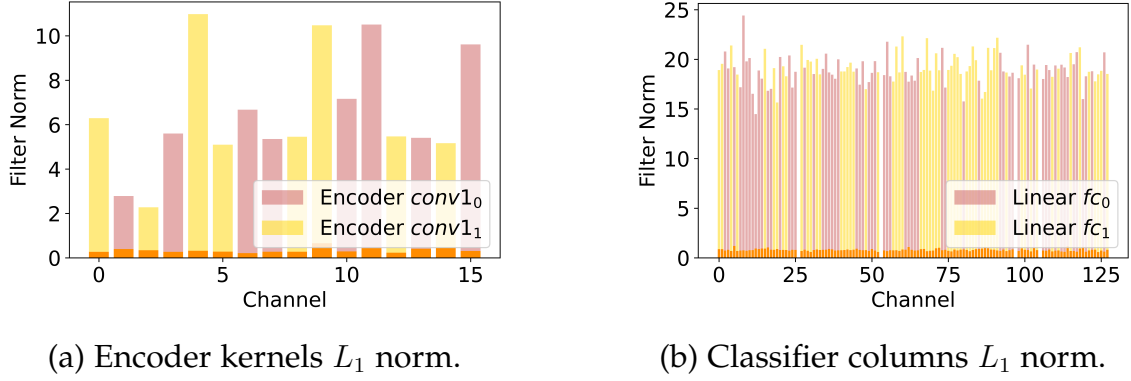 10
8
6
4
2
0
Filter Norm
Encoder conv1₀
Encoder conv1₁
0 5 10 15
Channel
(a) Encoder kernels L₁ norm.
25
20
15
10
5
0
Filter Norm
Linear fc₀
Linear fc₁
0 25 50 75 100 125
Channel
(b) Classifier columns L₁ norm.